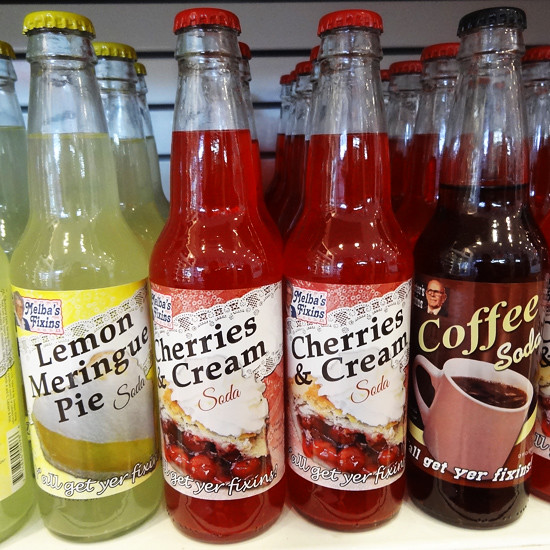 Melba's
Fixins
Lemon
Meringue
Pie Soda
y'all get yer fixins!
Melba's
Fixins
Cherries
& Cream
Soda
y'all get yer fixins!
Melba's
Fixins
Cherries
& Cream
Soda
all get yer fixins!
Coffee
Soda
all get yer fixins!